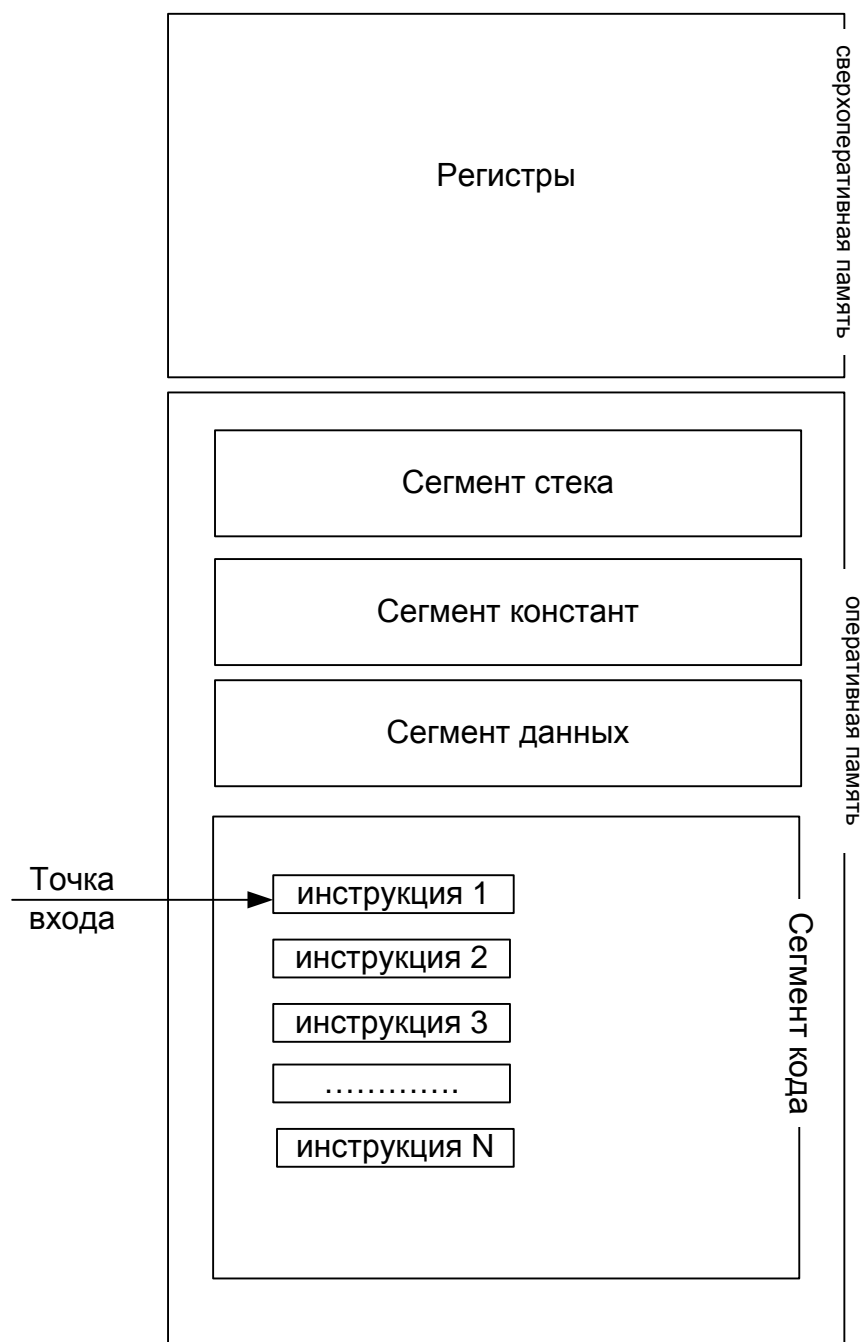 сверхоперативная память
Регистры
Сегмент стека
Сегмент констант
Сегмент данных
оперативная память
Точка
входа
инструкция 1
инструкция 2
инструкция 3
.............
инструкция N
Сегмент кода